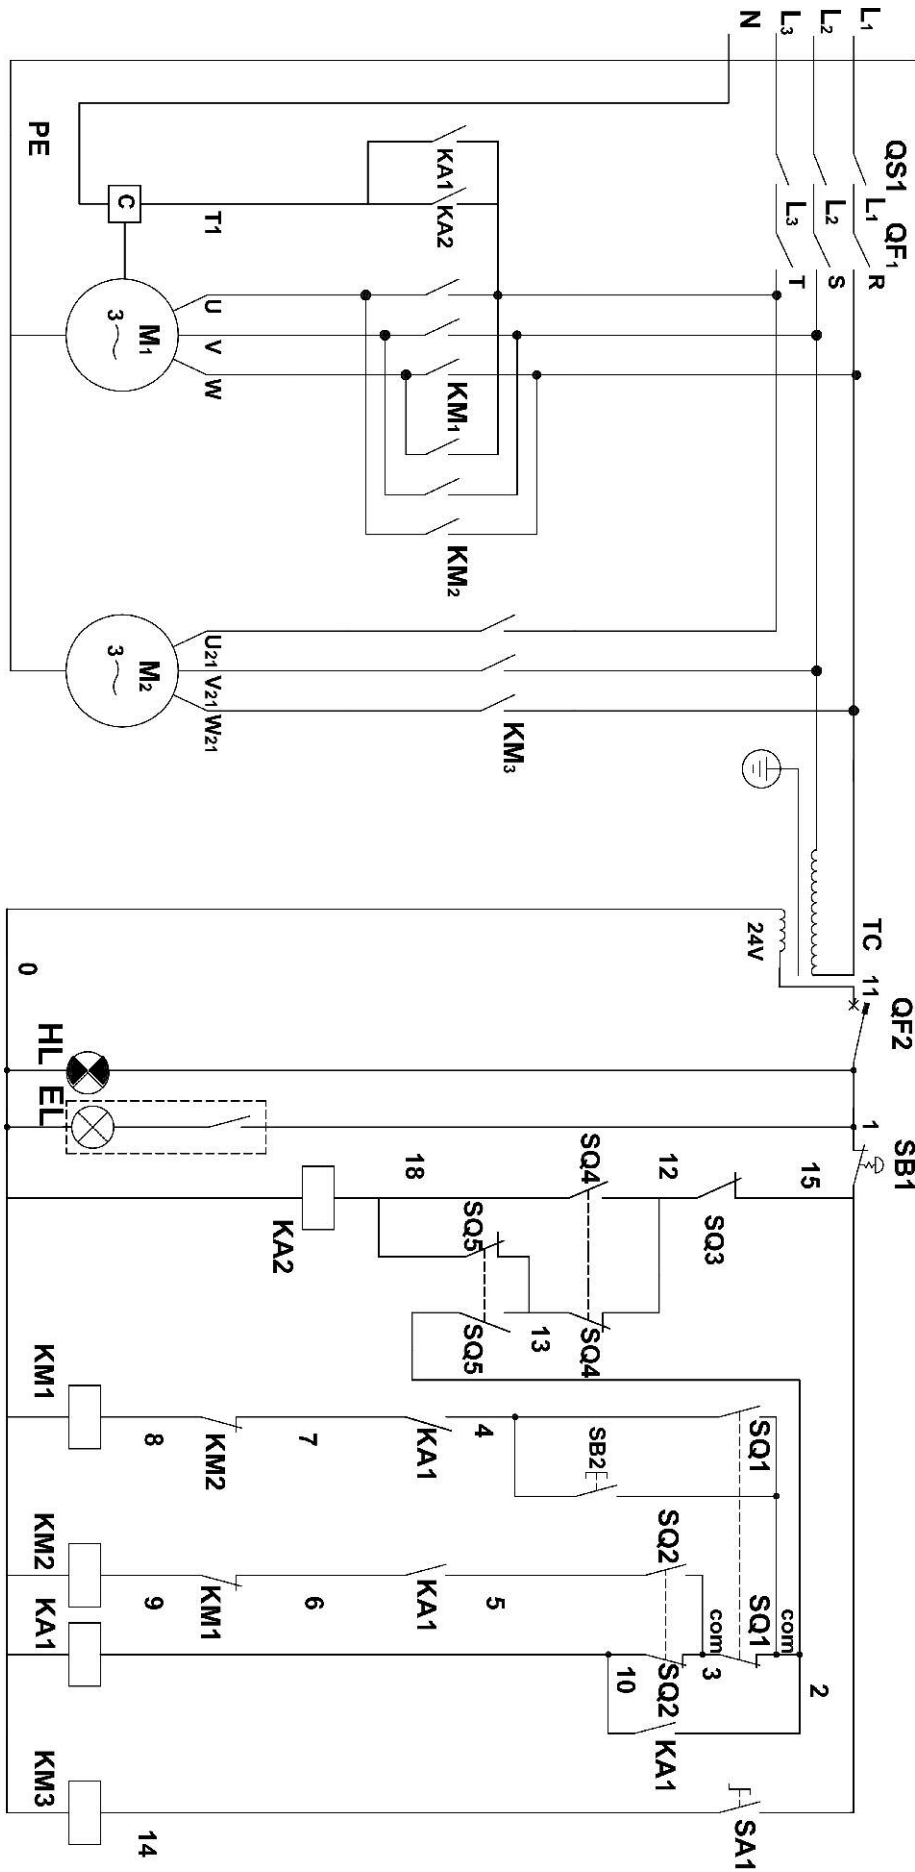 L1
L2
L3
N
QS1
L1
L2
L3
QF1
R
S
T
PE
C
T1
KA1
KA2
U
V
W
M1
3~
KM1
KM2
M2
3~
U21
V21
W21
KM3
TC
24V
11
QF2
0
HL
EL
1
SB1
15
SQ3
12
SQ4
18
KA2
SQ5
SQ4
13
SQ5
KM1
8
KM2
7
KA1
4
SB2
SQ1
KM2
9
KM1
6
KA1
5
SQ2
com
SQ1
com
2
KA1
10
SQ2
3
KA1
KM3
14
SA1